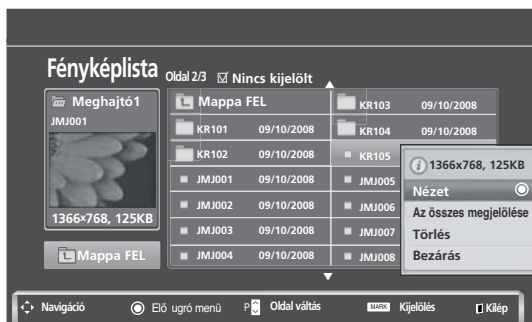 Fényképlista Oldal 2/3 Nincs kijelölt
Meghajtó1
JMJ001
1366×768, 125KB
Mappa FEL
Mappa FEL
KR101 09/10/2008
KR102 09/10/2008
JMJ001 09/10/2008
JMJ002 09/10/2008
JMJ003 09/10/2008
JMJ004 09/10/2008
KR103 09/10/2008
KR104 09/10/2008
KR105
JMJ005
JMJ006
JMJ007
JMJ008
1366x768, 125KB
Nézet
Az összes megjelölése
Törlés
Bezárás
Navigáció Elő ugró menü P Oldal váltás MARK Kijelölés Kilép